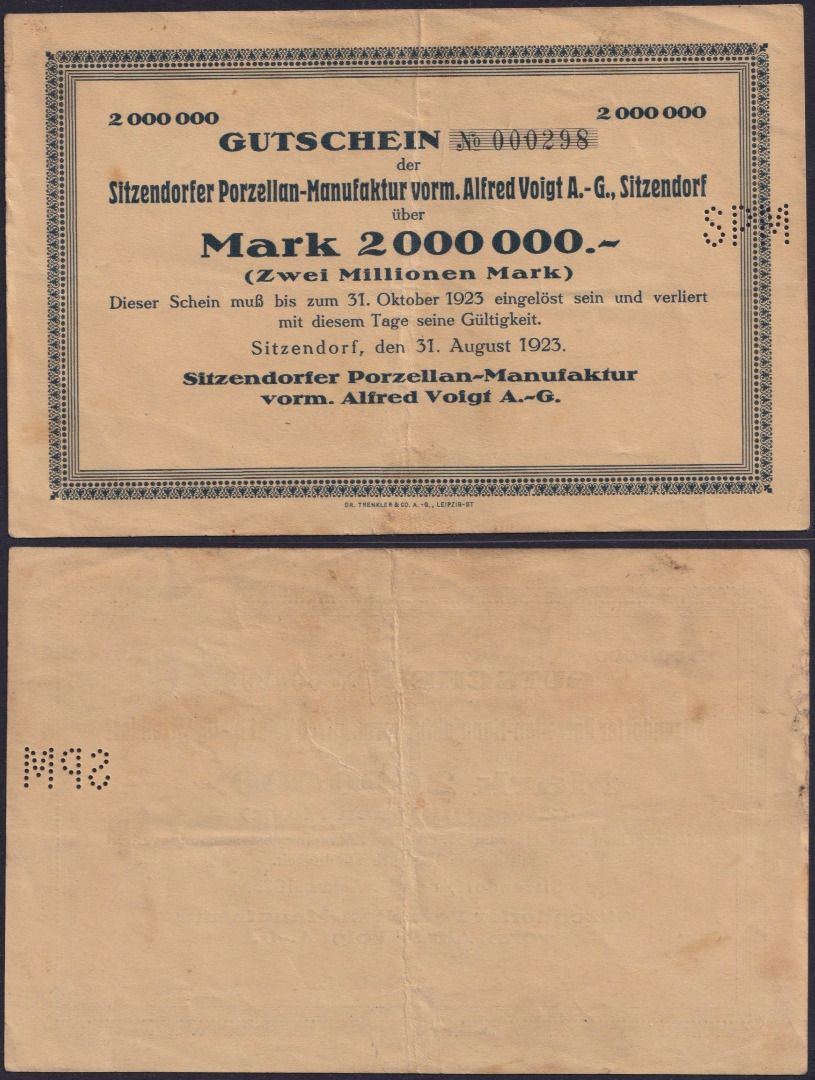 2 000 000
2 000 000
GUTSCHEIN № 000298
der
Sitzendorfer Porzellan-Manufaktur vorm. Alfred Voigt A.-G., Sitzendorf
über
SPM
Mark 2 000 000.-
(Zwei Millionen Mark)
Dieser Schein muß bis zum 31. Oktober 1923 eingelöst sein und verliert
mit diesem Tage seine Gültigkeit.
Sitzendorf, den 31. August 1923.
Sitzendorfer Porzellan-Manufaktur
vorm. Alfred Voigt A.-G.
DR. TRENKLER & CO. A.-G., LEIPZIG-ST
SPM